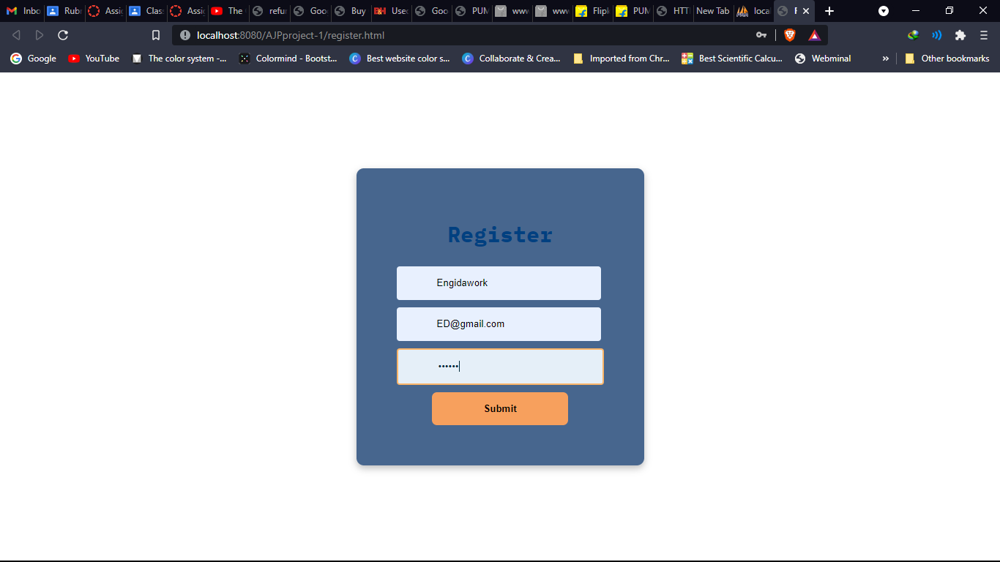 Inbo
Rub
Assi
Clas
Assi
The
refu
Goo
Buy
Used
Goo
PUM
www
www
Flipk
PUM
HTT
New Tab
loca
localhost:8080/AJPproject-1/register.html
Google
YouTube
The color system -...
Colormind - Bootst...
Best website color s...
Collaborate & Crea...
Imported from Chr...
Best Scientific Calcu...
Webminal
»
Other bookmarks
Register
Engidawork
ED@gmail.com
••••••
Submit